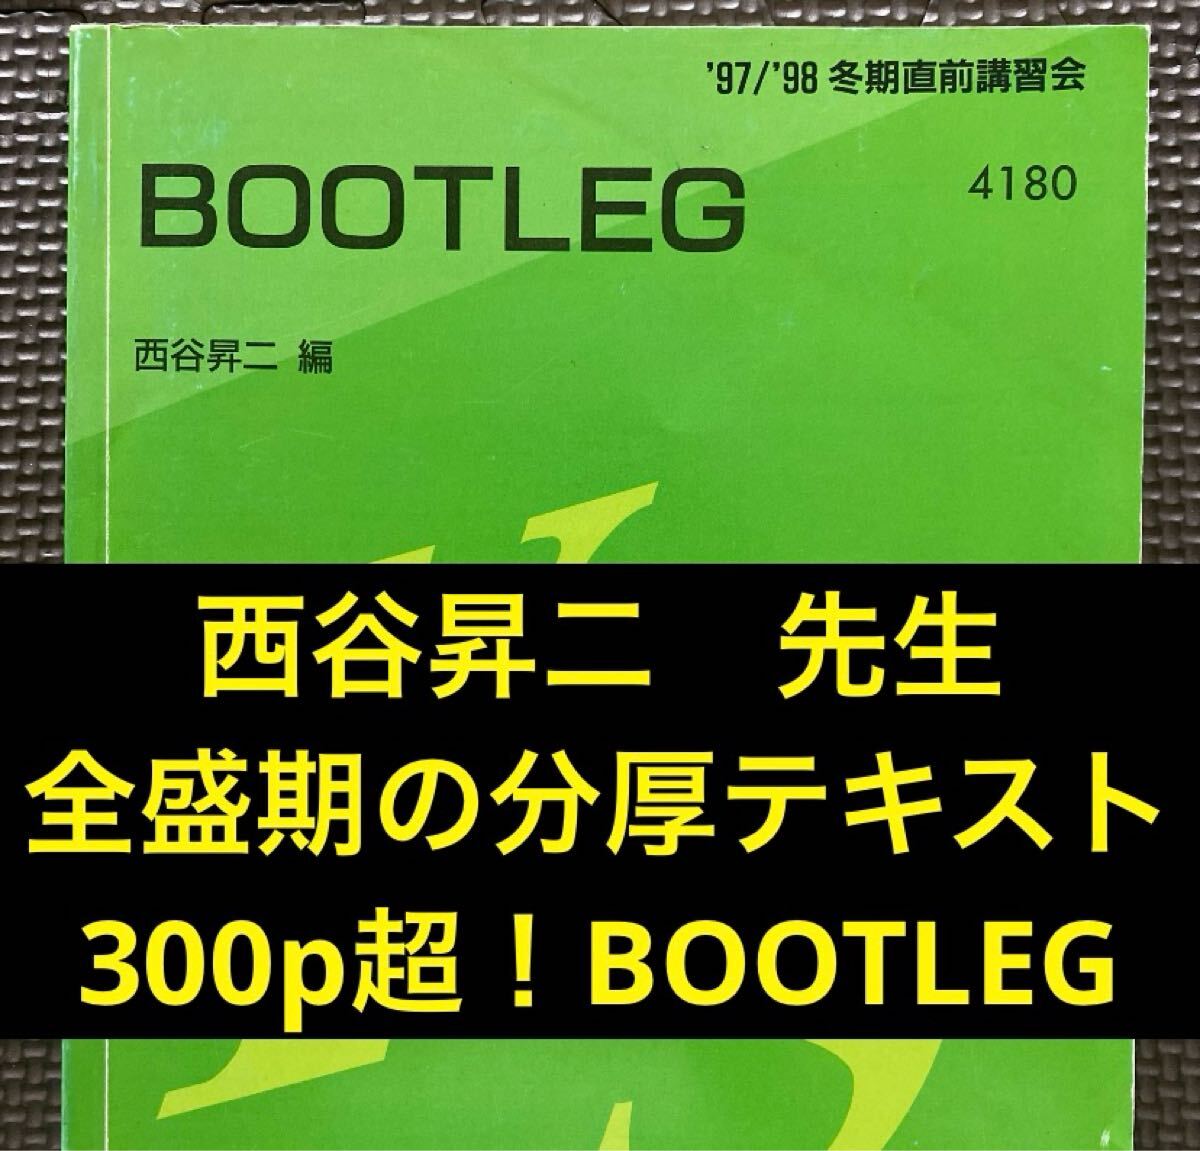 '97/'98 冬期直前講習会
BOOTLEG
4180
西谷昇二 編
西谷昇二　先生
全盛期の分厚テキスト
300p超！BOOTLEG